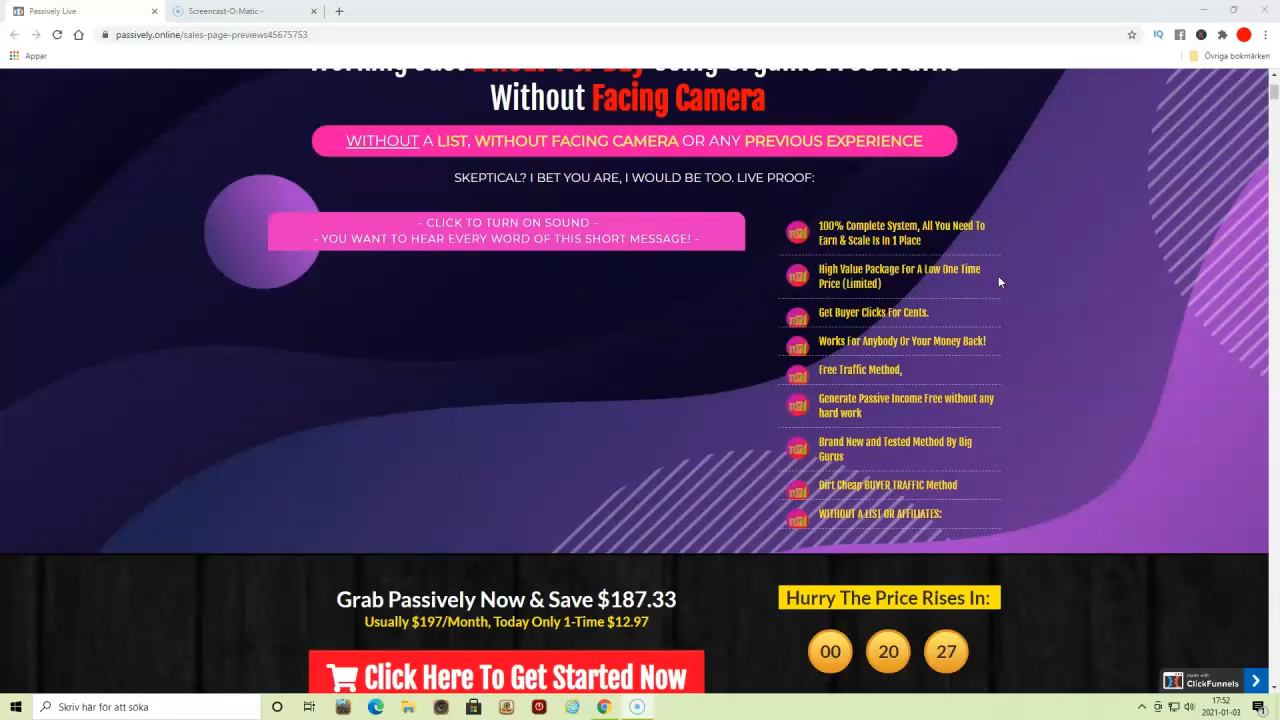 Passively Live
Screencast-O-Matic -
passively.online/sales-page-previews45675753
Appar
Övriga bokmärken
Without Facing Camera
WITHOUT A LIST, WITHOUT FACING CAMERA OR ANY PREVIOUS EXPERIENCE
SKEPTICAL? I BET YOU ARE, I WOULD BE TOO. LIVE PROOF:
- CLICK TO TURN ON SOUND -
- YOU WANT TO HEAR EVERY WORD OF THIS SHORT MESSAGE! -
100% Complete System, All You Need To
Earn & Scale Is In 1 Place
High Value Package For A Low One Time
Price (Limited)
Get Buyer Clicks For Cents.
Works For Anybody Or Your Money Back!
Free Traffic Method,
Generate Passive Income Free without any
hard work
Brand New and Tested Method By Big
Gurus
Dirt Cheap BUYER TRAFFIC Method
WITHOUT A LIST OR AFFILIATES:
Grab Passively Now & Save $187.33
Usually $197/Month, Today Only 1-Time $12.97
Click Here To Get Started Now
Hurry The Price Rises In:
00 20 27
made with
ClickFunnels
Skriv här för att söka
17:52
2021-01-03